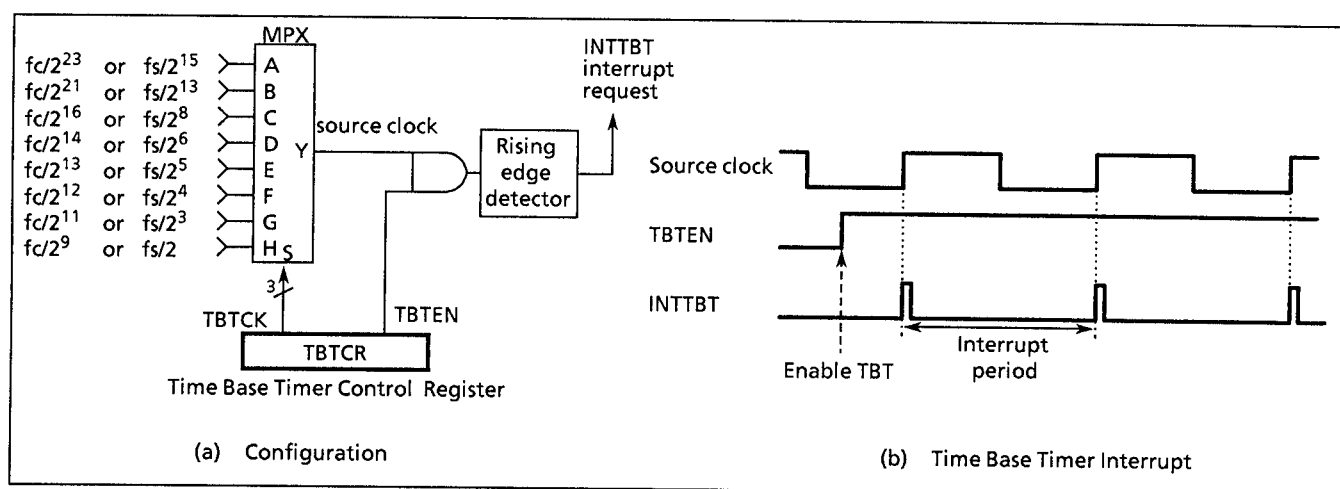 MPX
fc/2^23 or fs/2^15 A
fc/2^21 or fs/2^13 B
fc/2^16 or fs/2^8 C
fc/2^14 or fs/2^6 D
fc/2^13 or fs/2^5 E
fc/2^12 or fs/2^4 F
fc/2^11 or fs/2^3 G
fc/2^9 or fs/2 H
S
Y
source clock
3
TBTCK
TBTEN
TBTCR
Time Base Timer Control Register
Rising
edge
detector
INTTBT
interrupt
request
(a) Configuration
Source clock
TBTEN
INTTBT
Enable TBT
Interrupt
period
(b) Time Base Timer Interrupt